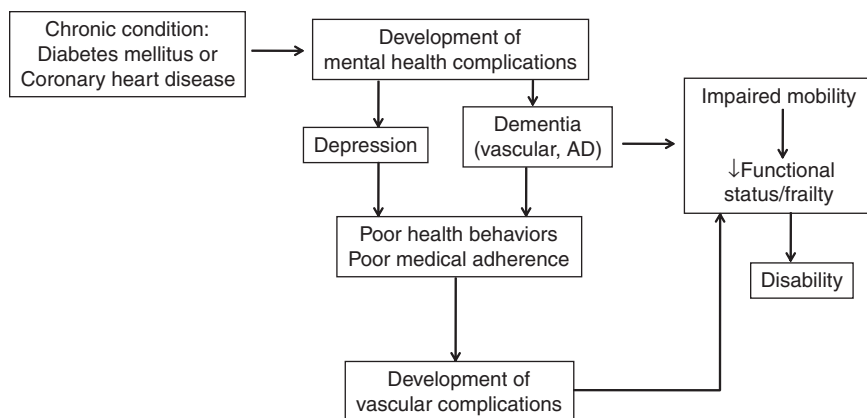 Chronic condition:
Diabetes mellitus or
Coronary heart disease
Development of
mental health complications
Depression
Dementia
(vascular, AD)
Impaired mobility
↓Functional
status/frailty
Poor health behaviors
Poor medical adherence
Disability
Development of
vascular complications